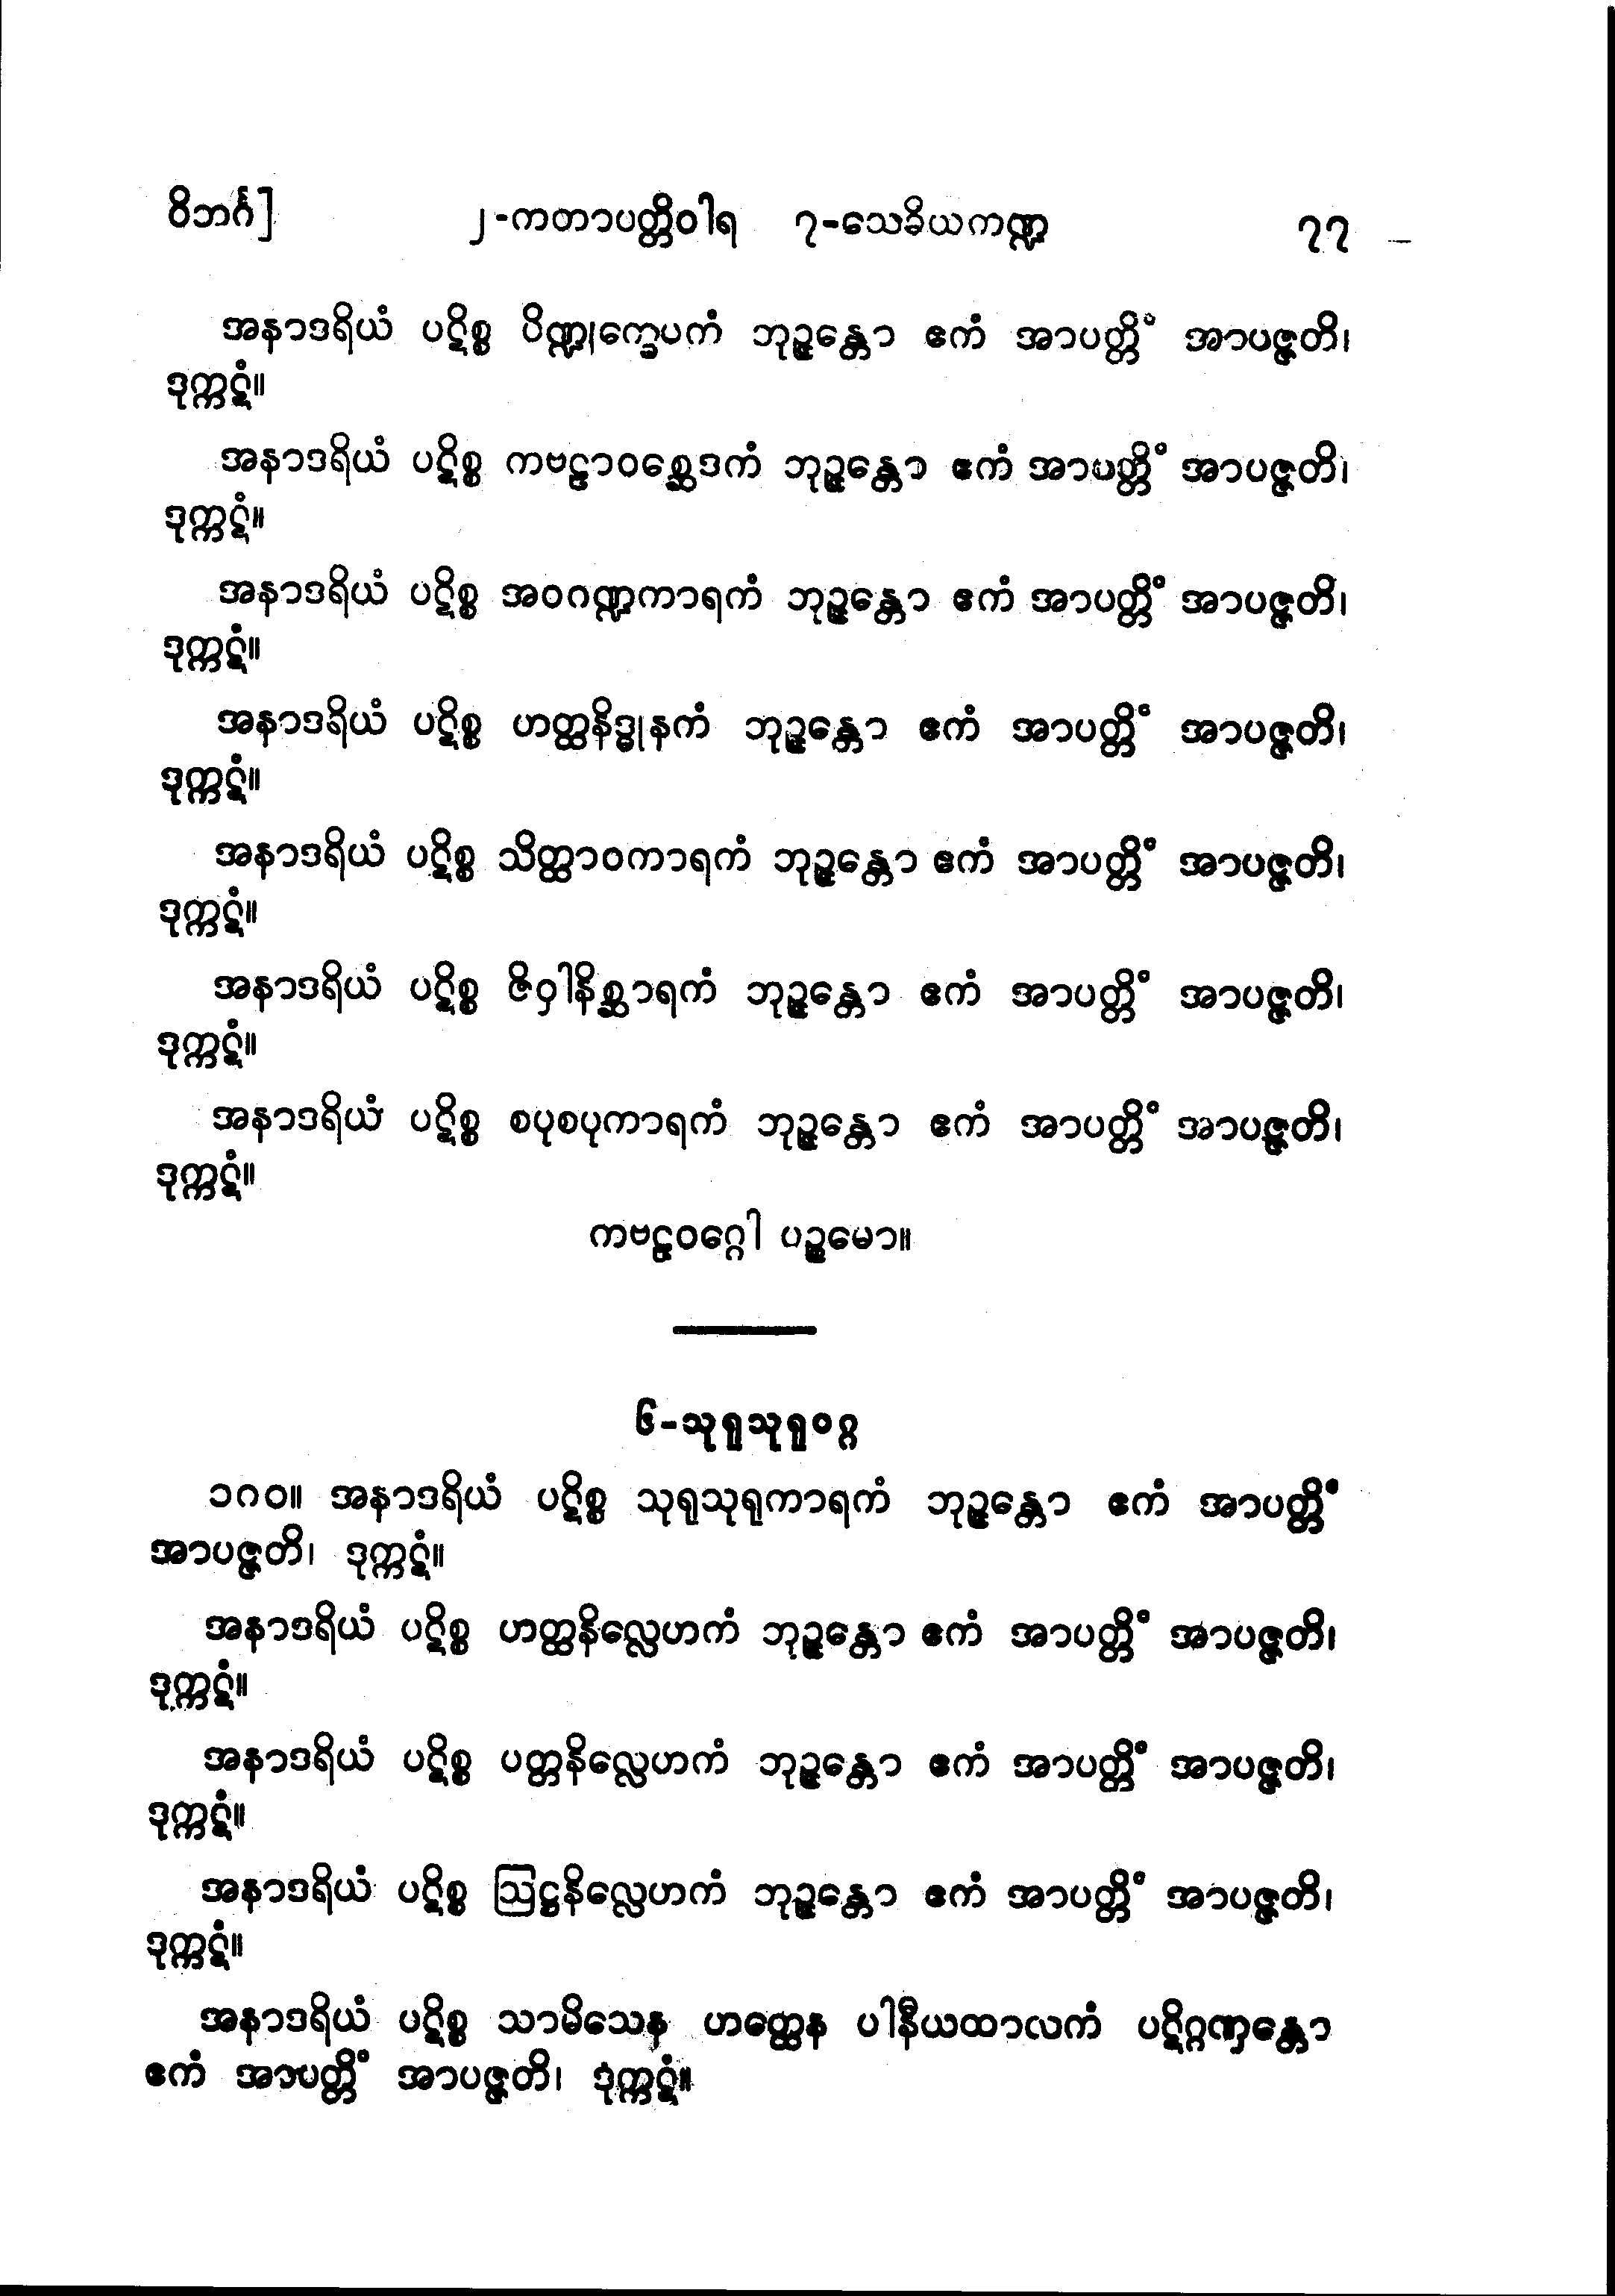 ဝိဘင်္ဂ] ၂-ကတာပတ္တိဝါရ ၇-သေခိယကဏ္ဍ ၇၇
အနာဒရိယံ ပဋိစ္စ ပိဏ္ဍုက္ခေပကံ ဘုဉ္ဇန္တော ဧကံ အာပတ္တိံ အာပဇ္ဇတိ၊
ဒုက္ကဋံ။
အနာဒရိယံ ပဋိစ္စ ကဗဠာဝစ္ဆေဒကံ ဘုဉ္ဇန္တော ဧကံ အာပတ္တိံ အာပဇ္ဇတိ၊
ဒုက္ကဋံ။
အနာဒရိယံ ပဋိစ္စ အဝဂဏ္ဍကာရကံ ဘုဉ္ဇန္တော ဧကံ အာပတ္တိံ အာပဇ္ဇတိ၊
ဒုက္ကဋံ။
အနာဒရိယံ ပဋိစ္စ ဟတ္ထနိဒ္ဓုနကံ ဘုဉ္ဇန္တော ဧကံ အာပတ္တိံ အာပဇ္ဇတိ၊
ဒုက္ကဋံ။
အနာဒရိယံ ပဋိစ္စ သိတ္ထာဝကာရကံ ဘုဉ္ဇန္တော ဧကံ အာပတ္တိံ အာပဇ္ဇတိ၊
ဒုက္ကဋံ။
အနာဒရိယံ ပဋိစ္စ ဇိဝှါနိစ္ဆာရကံ ဘုဉ္ဇန္တော ဧကံ အာပတ္တိံ အာပဇ္ဇတိ၊
ဒုက္ကဋံ။
အနာဒရိယံ ပဋိစ္စ စပုစပုကာရကံ ဘုဉ္ဇန္တော ဧကံ အာပတ္တိံ အာပဇ္ဇတိ၊
ဒုက္ကဋံ။
ကဗဠဝဂ္ဂေါ ပဉ္စမော။
၆-သုရုသုရုဝဂ္ဂ
၁၈၀။ အနာဒရိယံ ပဋိစ္စ သုရုသုရုကာရကံ ဘုဉ္ဇန္တော ဧကံ အာပတ္တိံ
အာပဇ္ဇတိ၊ ဒုက္ကဋံ။
အနာဒရိယံ ပဋိစ္စ ဟတ္ထနိလ္လေဟကံ ဘုဉ္ဇန္တော ဧကံ အာပတ္တိံ အာပဇ္ဇတိ၊
ဒုက္ကဋံ။
အနာဒရိယံ ပဋိစ္စ ပတ္တနိလ္လေဟကံ ဘုဉ္ဇန္တော ဧကံ အာပတ္တိံ အာပဇ္ဇတိ၊
ဒုက္ကဋံ။
အနာဒရိယံ ပဋိစ္စ ဩဋ္ဌနိလ္လေဟကံ ဘုဉ္ဇန္တော ဧကံ အာပတ္တိံ အာပဇ္ဇတိ၊
ဒုက္ကဋံ။
အနာဒရိယံ ပဋိစ္စ သာမိသေန ဟတ္ထေန ပါနီယထာလကံ ပဋိဂ္ဂဏှန္တော
ဧကံ အာပတ္တိံ အာပဇ္ဇတိ၊ ဒုက္ကဋံ။